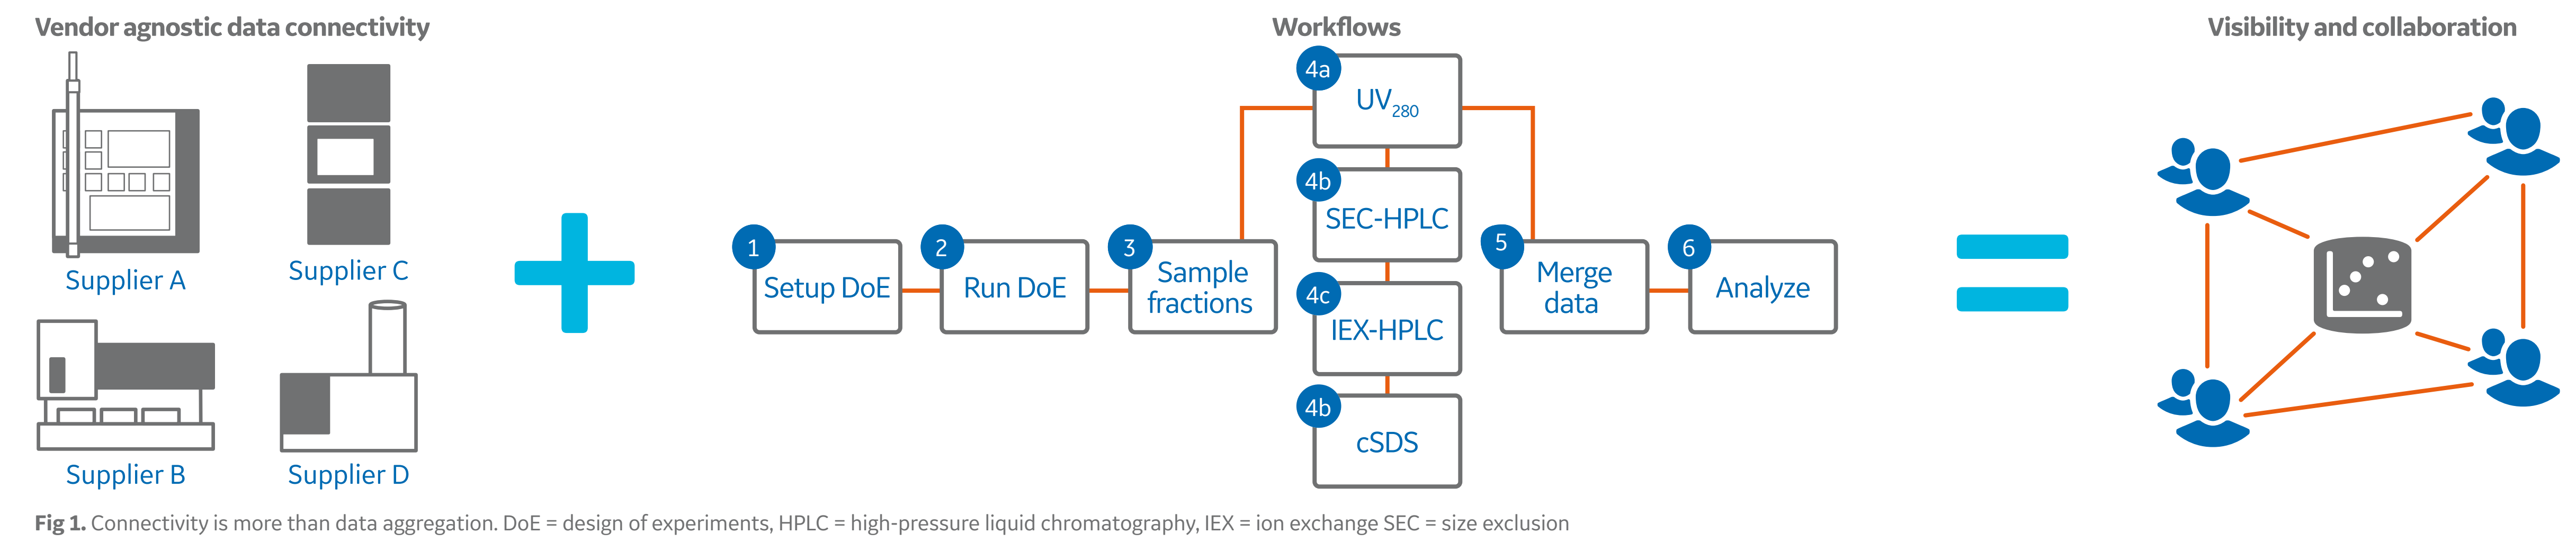 Vendor agnostic data connectivity
Supplier A
Supplier C
Supplier B
Supplier D
Workflows
1
Setup DoE
2
Run DoE
3
Sample
fractions
4a
UV280
4b
SEC-HPLC
4c
IEX-HPLC
4b
cSDS
5
Merge
data
6
Analyze
Visibility and collaboration
Fig 1. Connectivity is more than data aggregation. DoE = design of experiments, HPLC = high-pressure liquid chromatography, IEX = ion exchange SEC = size exclusion